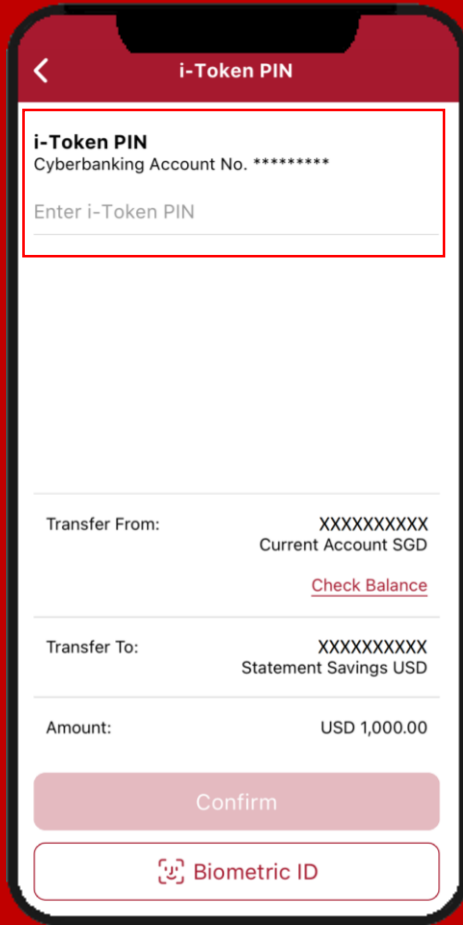 i-Token PIN
i-Token PIN
Cyberbanking Account No. *********
Enter i-Token PIN
Transfer From: XXXXXXXXXX
Current Account SGD
Check Balance
Transfer To: XXXXXXXXXX
Statement Savings USD
Amount: USD 1,000.00
Confirm
Biometric ID